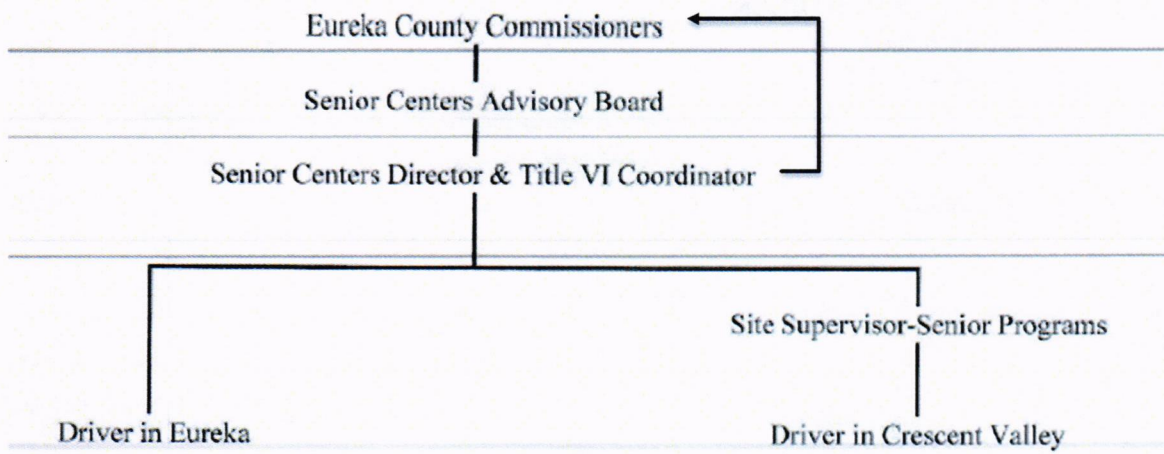 Eureka County Commissioners
Senior Centers Advisory Board
Senior Centers Director & Title VI Coordinator
Site Supervisor-Senior Programs
Driver in Eureka
Driver in Crescent Valley